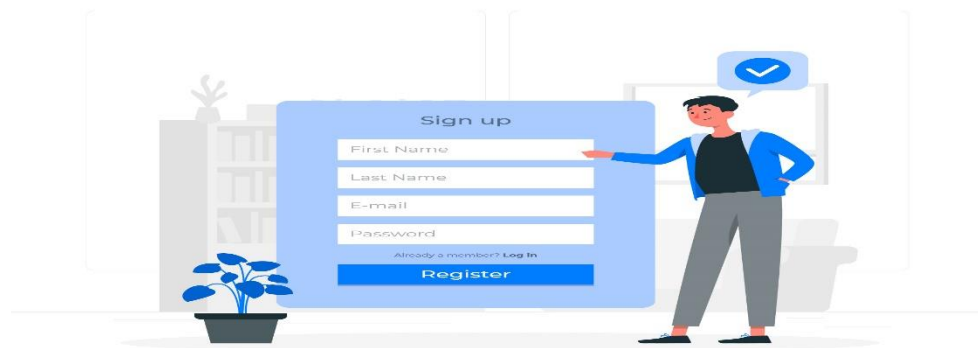 Sign up
First Name
Last Name
E-mail
Password
Already a member? Log In
Register